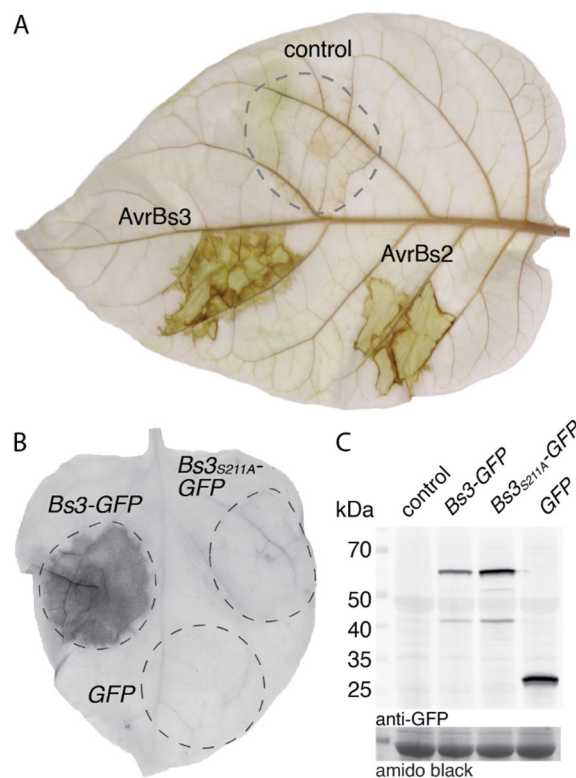 A
control
AvrBs3
AvrBs2
B
Bs3-GFP
Bs3S211A-
GFP
GFP
C
kDa
control
Bs3-GFP
Bs3S211A-GFP
GFP
70
50
40
35
25
anti-GFP
amido black